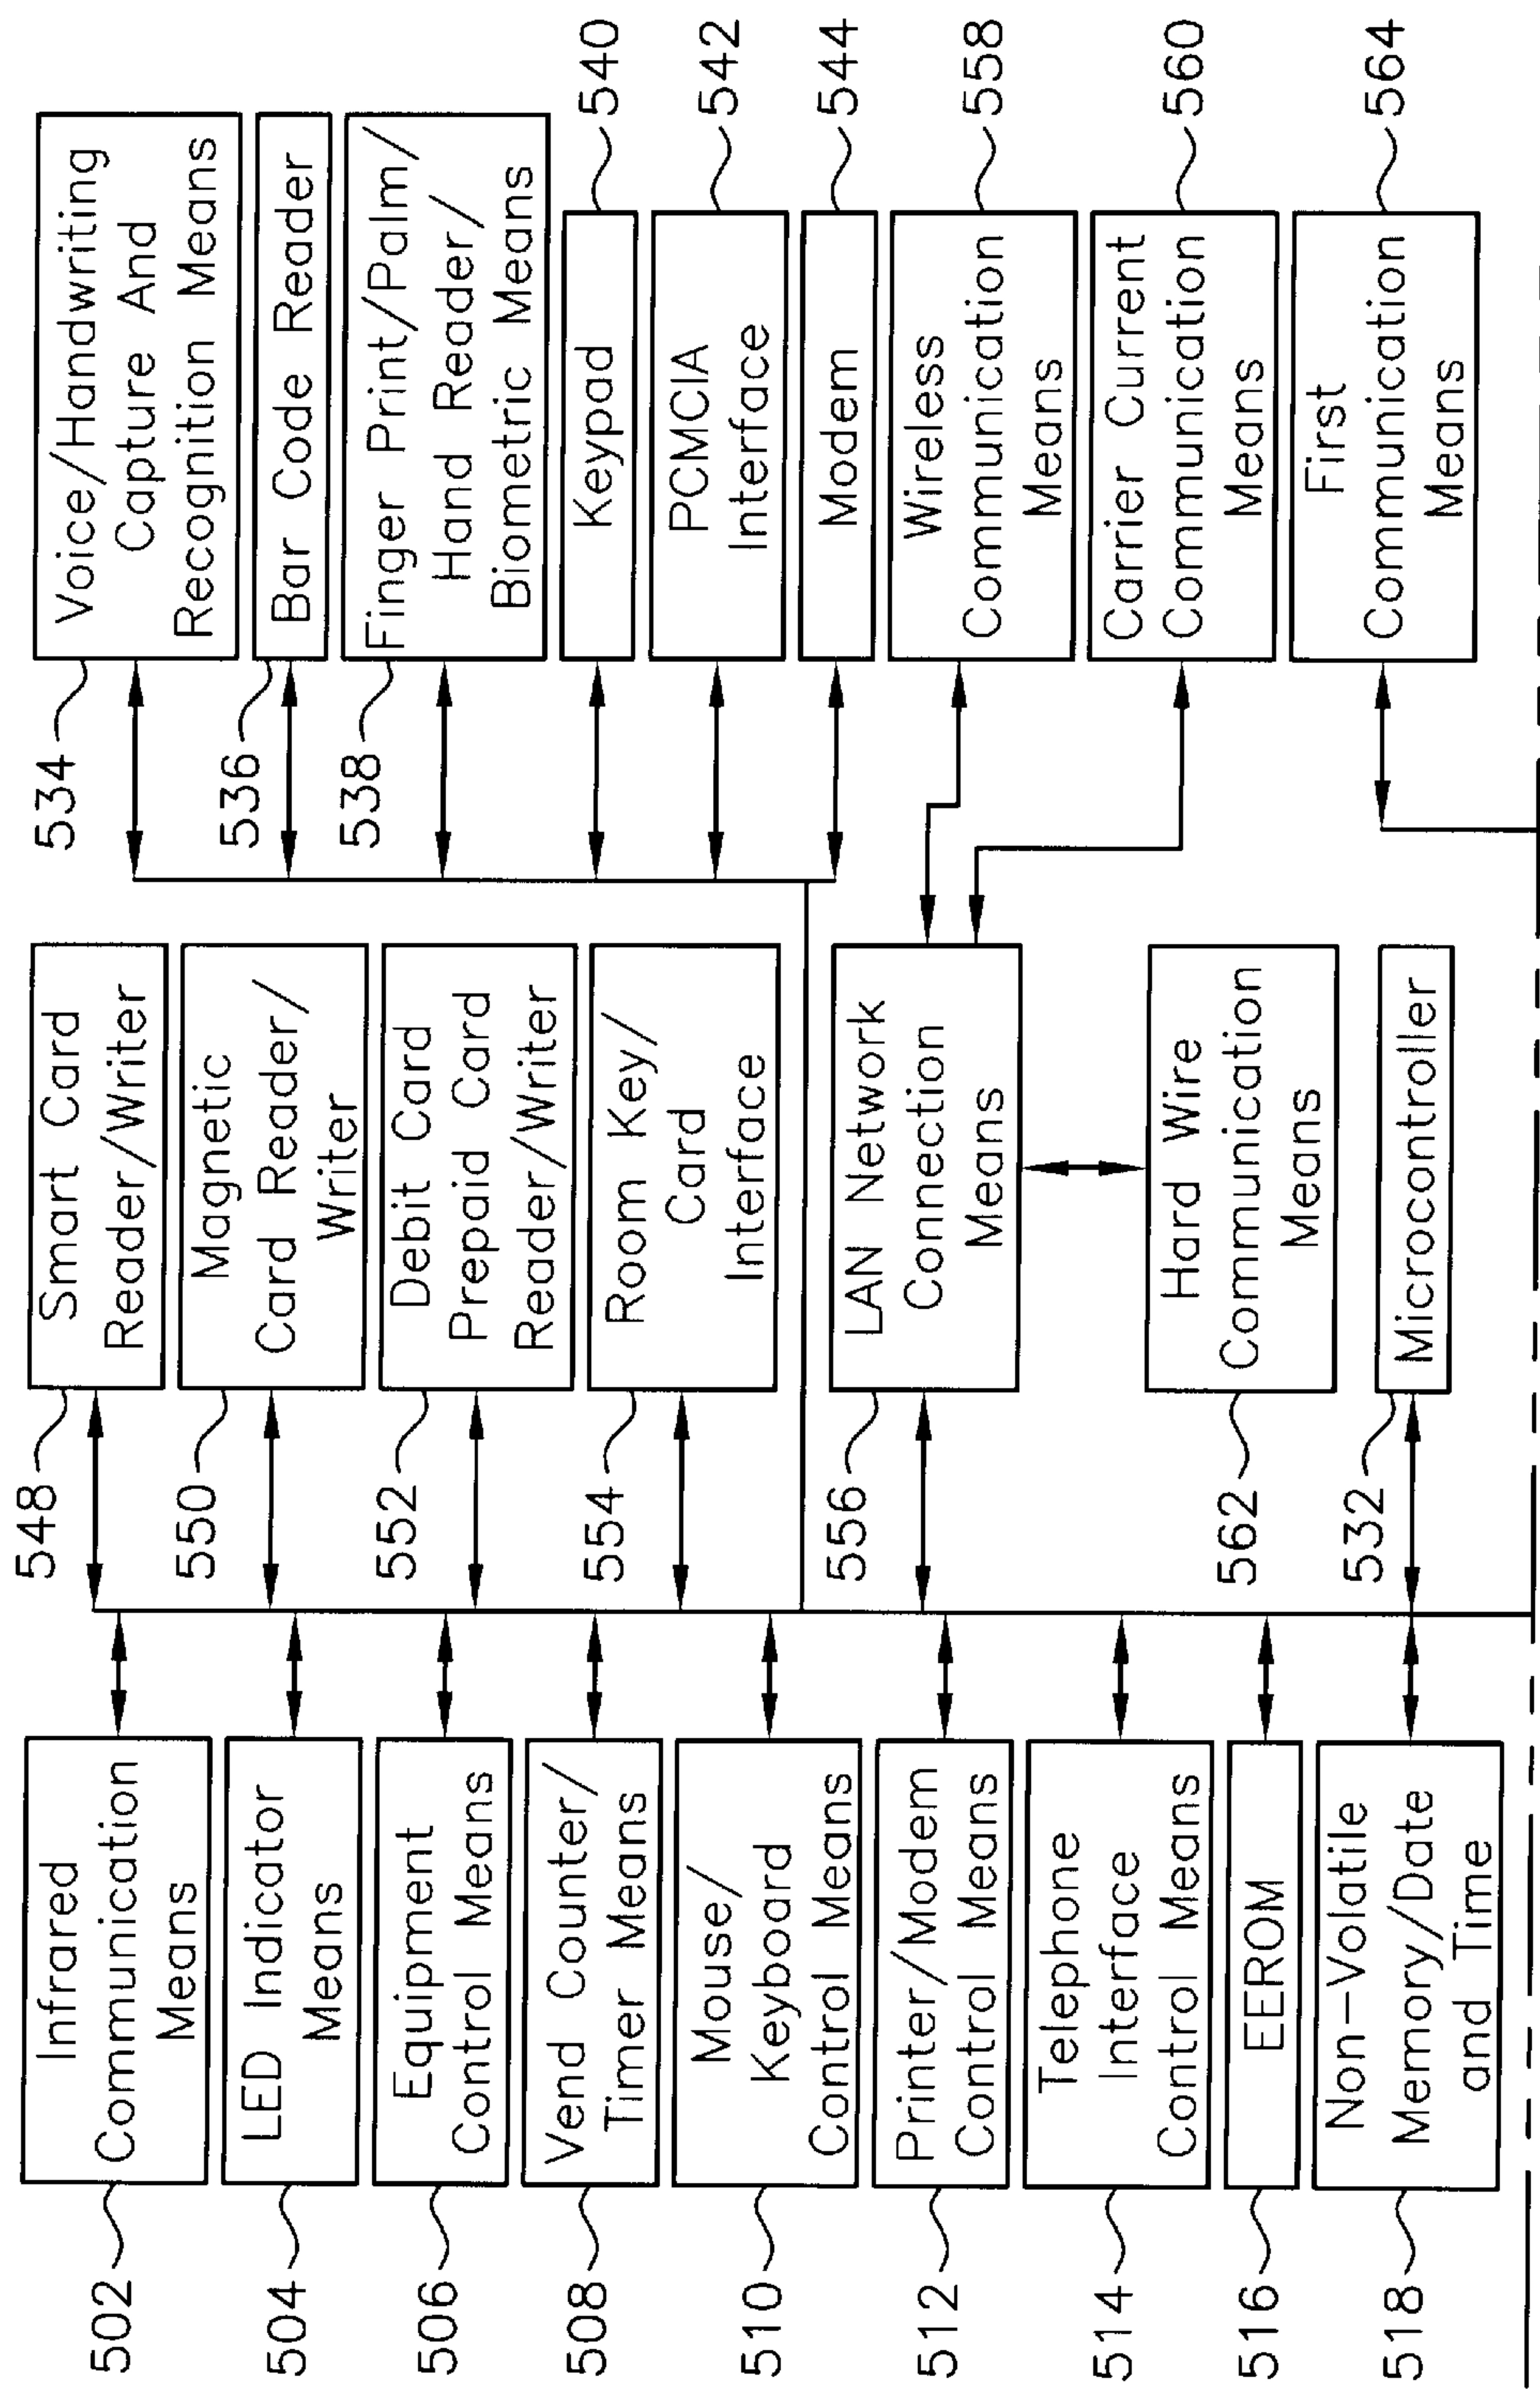 502
Infrared
Communication
Means
504
LED Indicator
Means
506
Equipment
Control Means
508
Vend Counter/
Timer Means
510
Mouse/
Keyboard
Control Means
512
Printer/Modem
Control Means
514
Telephone
Interface
Control Means
516
EEROM
518
Non-Volatile
Memory/Date
and Time
548
Smart Card
Reader/Writer
550
Magnetic
Card Reader/
Writer
552
Debit Card
Prepaid Card
Reader/Writer
554
Room Key/
Card
Interface
556
LAN Network
Connection
Means
562
Hard Wire
Communication
Means
532
Microcontroller
534
Voice/Handwriting
Capture And
Recognition Means
536
Bar Code Reader
538
Finger Print/Palm/
Hand Reader/
Biometric Means
Keypad
540
PCMCIA
Interface
542
Modem
544
Wireless
Communication
Means
558
Carrier Current
Communication
Means
560
First
Communication
Means
564